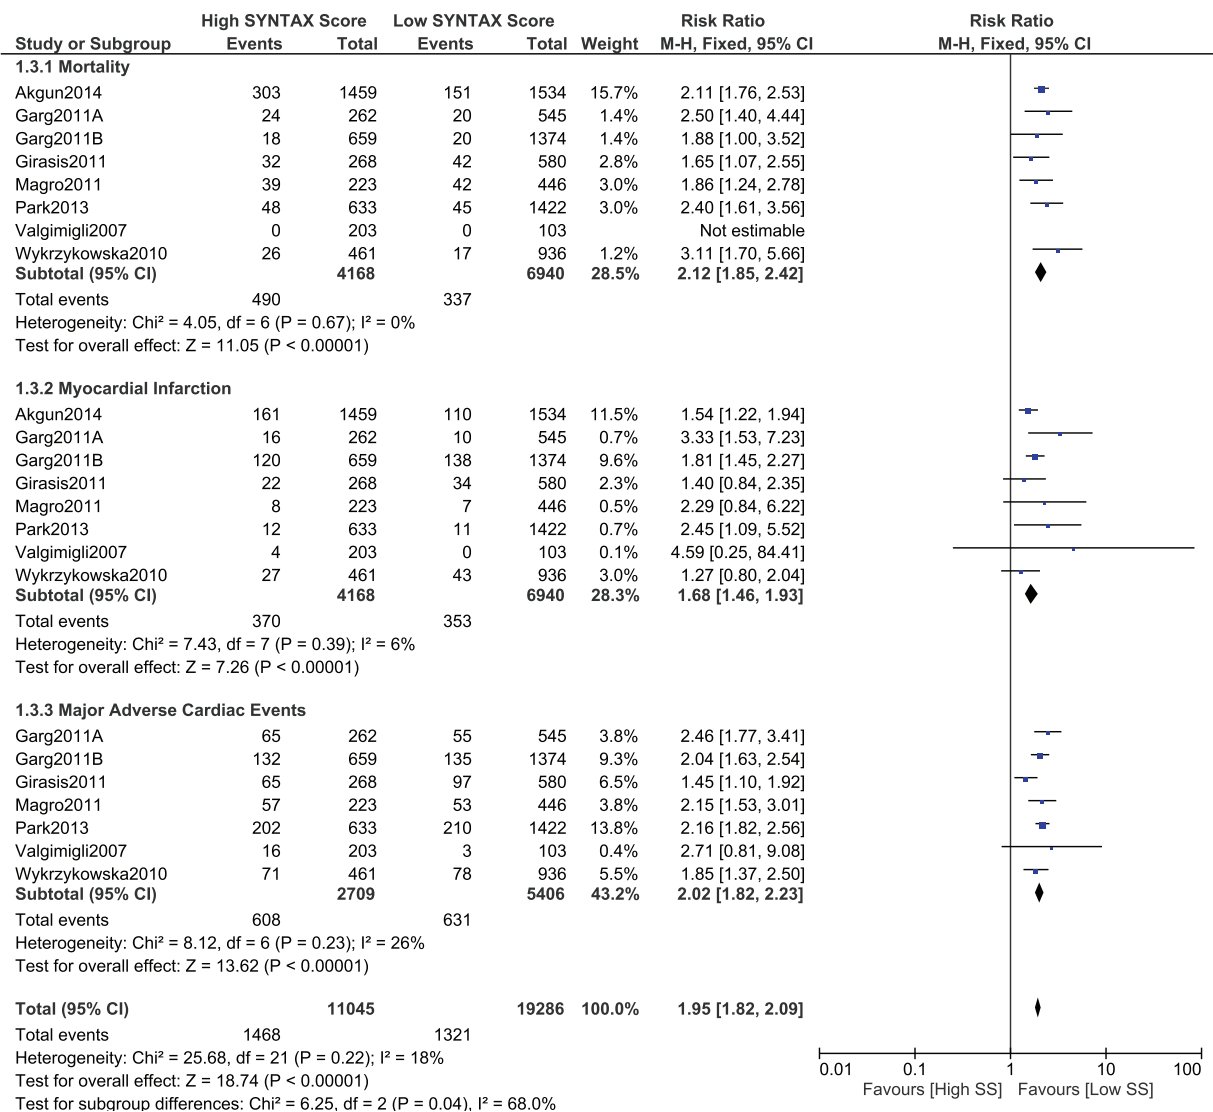 High SYNTAX Score Low SYNTAX Score Risk Ratio Risk Ratio
Study or Subgroup Events Total Events Total Weight M-H, Fixed, 95% CI M-H, Fixed, 95% CI
1.3.1 Mortality
Akgun2014 303 1459 151 1534 15.7% 2.11 [1.76, 2.53]
Garg2011A 24 262 20 545 1.4% 2.50 [1.40, 4.44]
Garg2011B 18 659 20 1374 1.4% 1.88 [1.00, 3.52]
Girasis2011 32 268 42 580 2.8% 1.65 [1.07, 2.55]
Magro2011 39 223 42 446 3.0% 1.86 [1.24, 2.78]
Park2013 48 633 45 1422 3.0% 2.40 [1.61, 3.56]
Valgimigli2007 0 203 0 103 Not estimable
Wykrzykowska2010 26 461 17 936 1.2% 3.11 [1.70, 5.66]
Subtotal (95% CI) 4168 6940 28.5% 2.12 [1.85, 2.42]
Total events 490 337
Heterogeneity: Chi² = 4.05, df = 6 (P = 0.67); I² = 0%
Test for overall effect: Z = 11.05 (P < 0.00001)
1.3.2 Myocardial Infarction
Akgun2014 161 1459 110 1534 11.5% 1.54 [1.22, 1.94]
Garg2011A 16 262 10 545 0.7% 3.33 [1.53, 7.23]
Garg2011B 120 659 138 1374 9.6% 1.81 [1.45, 2.27]
Girasis2011 22 268 34 580 2.3% 1.40 [0.84, 2.35]
Magro2011 8 223 7 446 0.5% 2.29 [0.84, 6.22]
Park2013 12 633 11 1422 0.7% 2.45 [1.09, 5.52]
Valgimigli2007 4 203 0 103 0.1% 4.59 [0.25, 84.41]
Wykrzykowska2010 27 461 43 936 3.0% 1.27 [0.80, 2.04]
Subtotal (95% CI) 4168 6940 28.3% 1.68 [1.46, 1.93]
Total events 370 353
Heterogeneity: Chi² = 7.43, df = 7 (P = 0.39); I² = 6%
Test for overall effect: Z = 7.26 (P < 0.00001)
1.3.3 Major Adverse Cardiac Events
Garg2011A 65 262 55 545 3.8% 2.46 [1.77, 3.41]
Garg2011B 132 659 135 1374 9.3% 2.04 [1.63, 2.54]
Girasis2011 65 268 97 580 6.5% 1.45 [1.10, 1.92]
Magro2011 57 223 53 446 3.8% 2.15 [1.53, 3.01]
Park2013 202 633 210 1422 13.8% 2.16 [1.82, 2.56]
Valgimigli2007 16 203 3 103 0.4% 2.71 [0.81, 9.08]
Wykrzykowska2010 71 461 78 936 5.5% 1.85 [1.37, 2.50]
Subtotal (95% CI) 2709 5406 43.2% 2.02 [1.82, 2.23]
Total events 608 631
Heterogeneity: Chi² = 8.12, df = 6 (P = 0.23); I² = 26%
Test for overall effect: Z = 13.62 (P < 0.00001)
Total (95% CI) 11045 19286 100.0% 1.95 [1.82, 2.09]
Total events 1468 1321
Heterogeneity: Chi² = 25.68, df = 21 (P = 0.22); I² = 18%
Test for overall effect: Z = 18.74 (P < 0.00001)
Test for subgroup differences: Chi² = 6.25, df = 2 (P = 0.04), I² = 68.0%
0.01 0.1 1 10 100
Favours [High SS] Favours [Low SS]